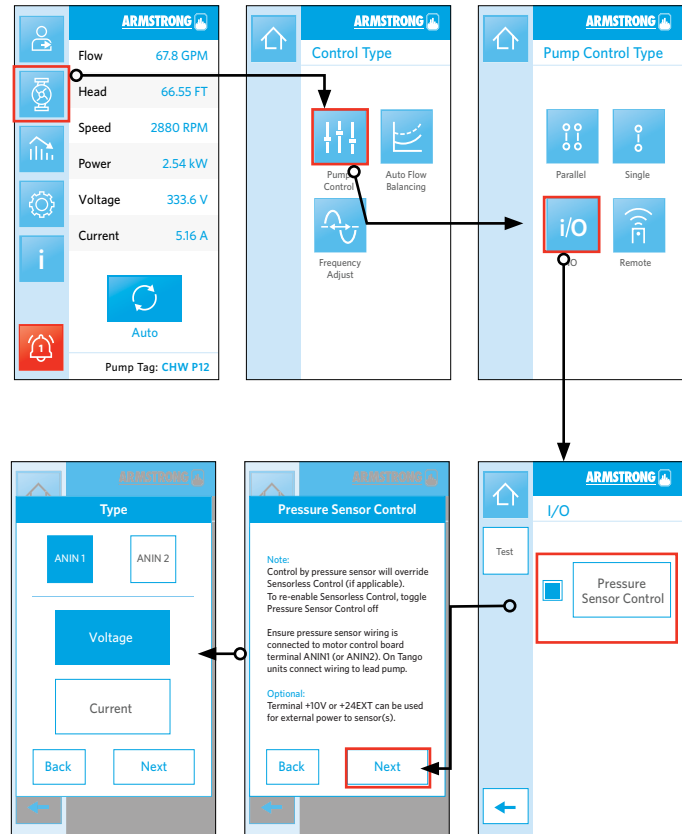 ARMSTRONG
Flow 67.8 GPM
Head 66.55 FT
Speed 2880 RPM
Power 2.54 kW
Voltage 333.6 V
Current 5.16 A
i
Auto
1
Pump Tag: CHW P12
ARMSTRONG
Control Type
Pump
Control
Auto Flow
Balancing
Frequency
Adjust
ARMSTRONG
Pump Control Type
Parallel
Single
i/O
Remote
ARMSTRONG
I/O
Test
Pressure
Sensor Control
ARMSTRONG
Pressure Sensor Control
Note:
Control by pressure sensor will override
Sensorless Control (if applicable).
To re-enable Sensorless Control, toggle
Pressure Sensor Control off
Ensure pressure sensor wiring is
connected to motor control board
terminal ANIN1 (or ANIN2). On Tango
units connect wiring to lead pump.
Optional:
Terminal +10V or +24EXT can be used
for external power to sensor(s).
Back
Next
ARMSTRONG
Type
ANIN 1
ANIN 2
Voltage
Current
Back
Next